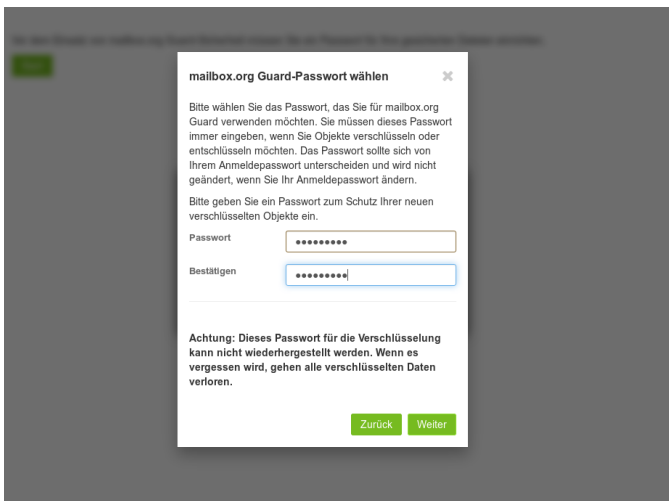 mailbox.org Guard-Passwort wählen
Bitte wählen Sie das Passwort, das Sie für mailbox.org
Guard verwenden möchten. Sie müssen dieses Passwort
immer eingeben, wenn Sie Objekte verschlüsseln oder
entschlüsseln möchten. Das Passwort sollte sich von
Ihrem Anmeldepasswort unterscheiden und wird nicht
geändert, wenn Sie Ihr Anmeldepasswort ändern.
Bitte geben Sie ein Passwort zum Schutz Ihrer neuen
verschlüsselten Objekte ein.
Passwort
Bestätigen
Achtung: Dieses Passwort für die Verschlüsselung
kann nicht wiederhergestellt werden. Wenn es
vergessen wird, gehen alle verschlüsselten Daten
verloren.
Zurück Weiter